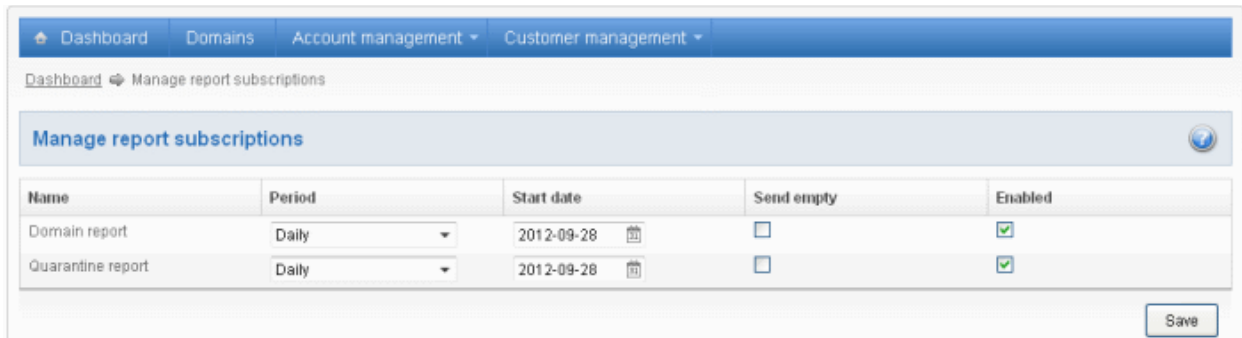 Dashboard Domains Account management Customer management
Dashboard Manage report subscriptions
Manage report subscriptions
?
Name Period Start date Send empty Enabled
Domain report Daily 2012-09-28
Quarantine report Daily 2012-09-28
Save